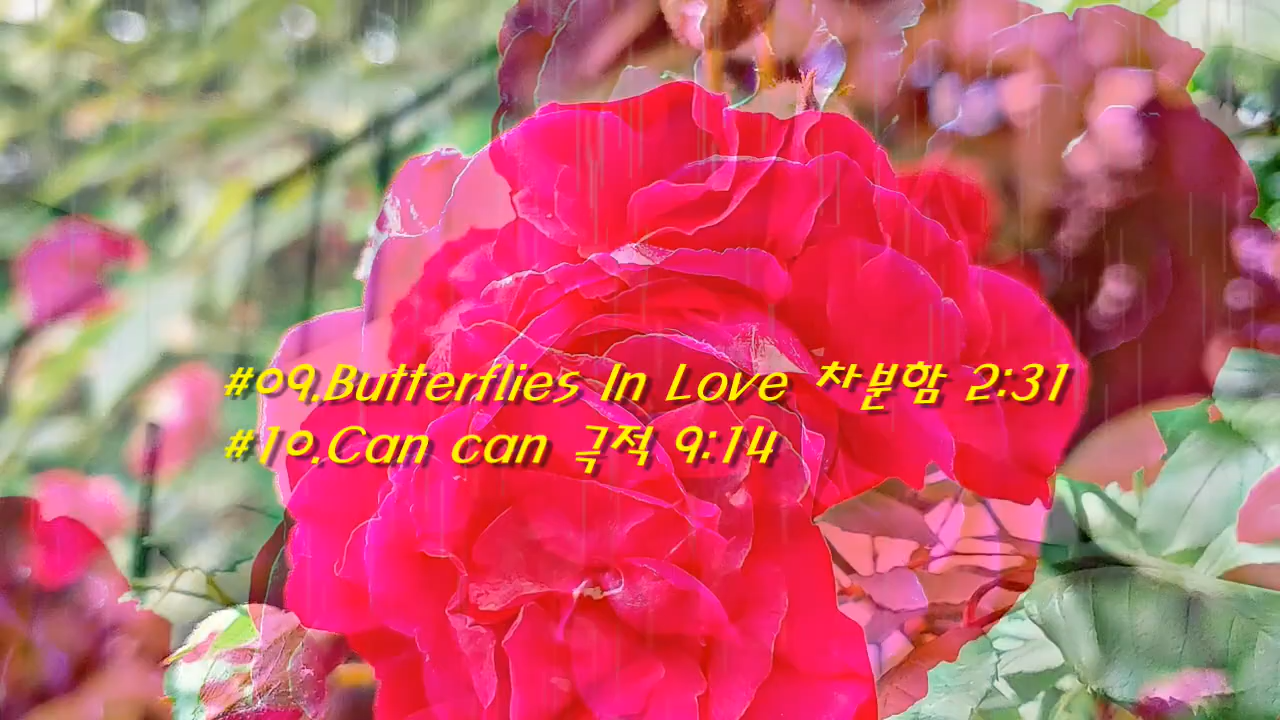 #09.Butterflies In Love 차분함 2:31
#10.Can can 극적 9:14